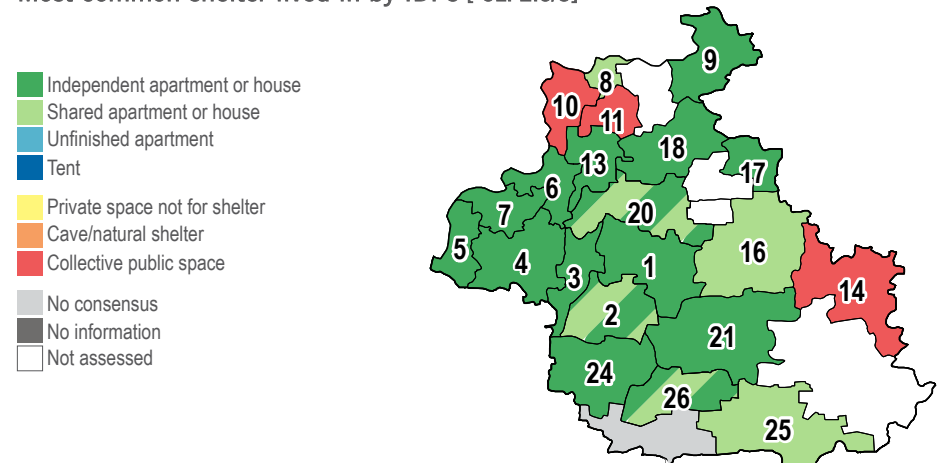 Independent apartment or house
Shared apartment or house
Unfinished apartment
Tent
Private space not for shelter
Cave/natural shelter
Collective public space
No consensus
No information
Not assessed
9
8
10
11
18
13
17
6
20
7
5
4
3
1
16
14
2
21
24
26
25